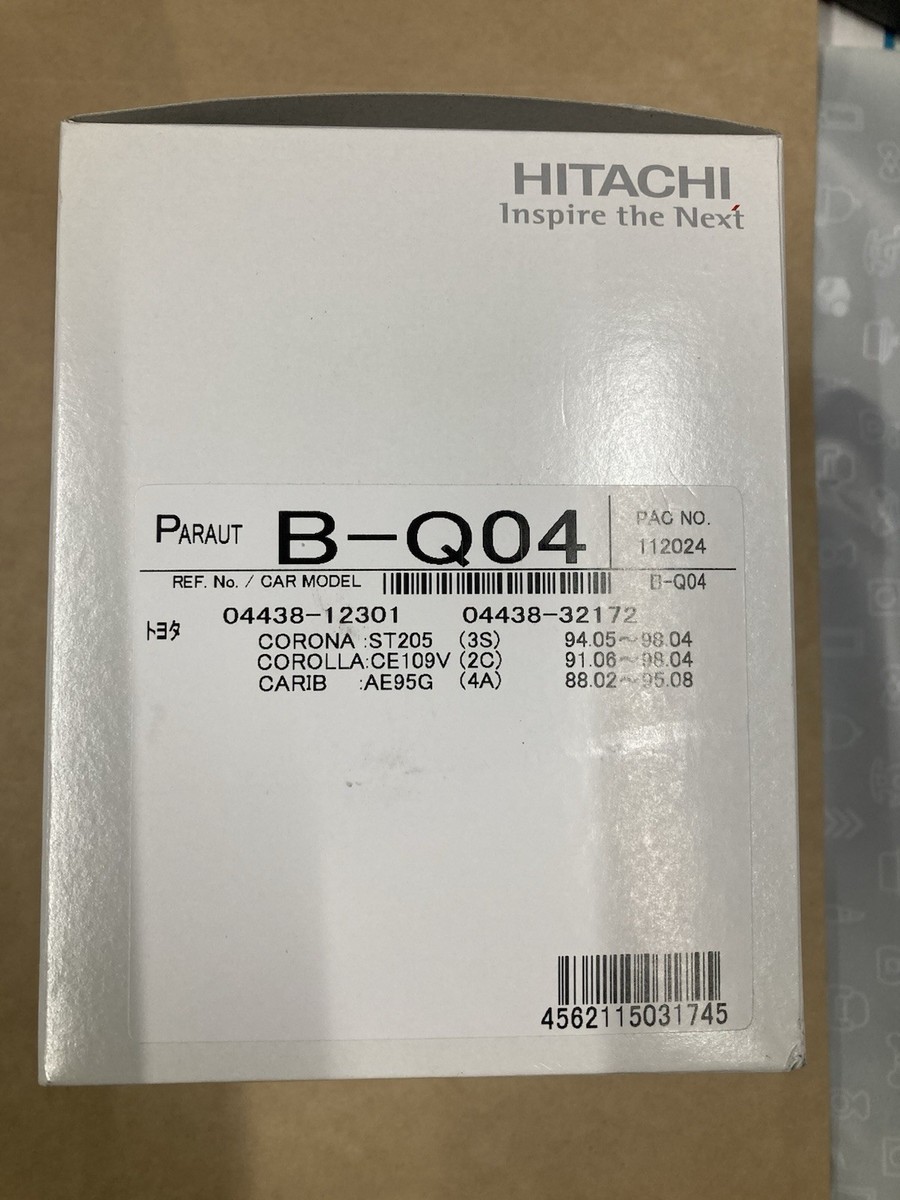 HITACHI
Inspire the Next
PARAUT B-Q04 PAC NO.
112024
REF. No. / CAR MODEL B-Q04
04438-12301 04438-32172
トヨタ
CORONA :ST205 (3S) 94.05~98.04
COROLLA:CE109V (2C) 91.06~98.04
CARIB :AE95G (4A) 88.02~95.08
4562115031745